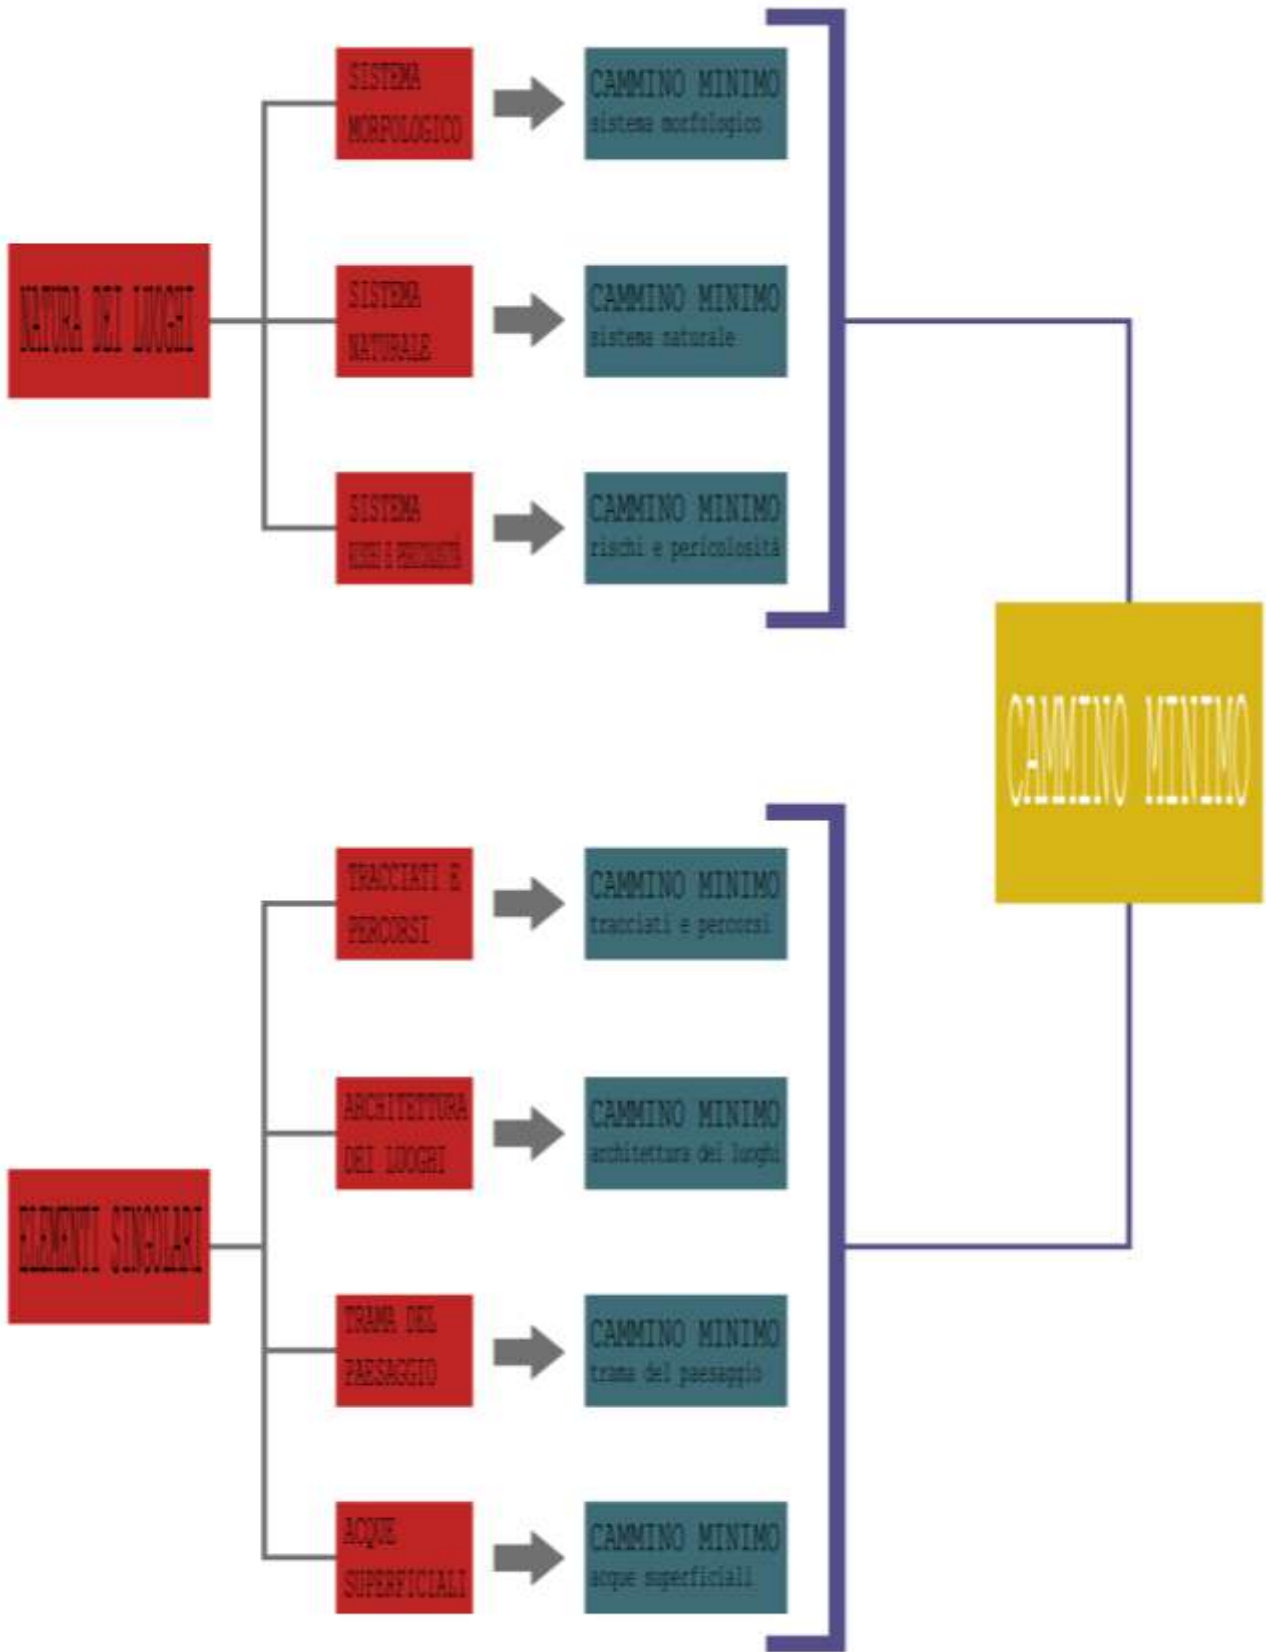 SISTEMA
MORFOLOGICO
CAMMINO MINIMO
sistema morfologico
NATURA DEI LUOGHI
SISTEMA
NATURALE
CAMMINO MINIMO
sistema naturale
SISTEMA
RISCHI E PERICOLOSITÀ
CAMMINO MINIMO
rischi e pericolosità
CAMMINO MINIMO
TRACCIATI E
PERCORSI
CAMMINO MINIMO
tracciati e percorsi
ARCHITETTURA
DEI LUOGHI
CAMMINO MINIMO
architettura dei luoghi
ELEMENTI SINGOLARI
TRAMA DEL
PAESAGGIO
CAMMINO MINIMO
trama del paesaggio
ACQUE
SUPERFICIALI
CAMMINO MINIMO
acque superficiali